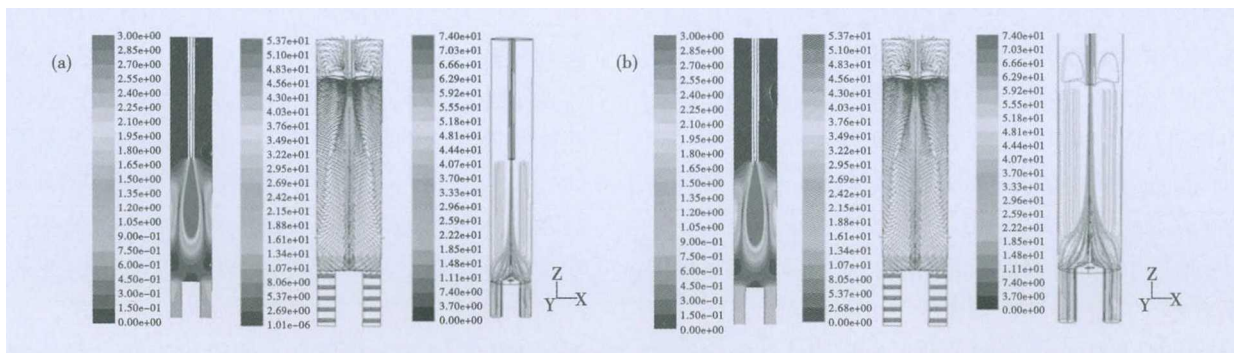 (a)
3.00e+00
2.85e+00
2.70e+00
2.55e+00
2.40e+00
2.25e+00
2.10e+00
1.95e+00
1.80e+00
1.65e+00
1.50e+00
1.35e+00
1.20e+00
1.05e+00
9.00e-01
7.50e-01
6.00e-01
4.50e-01
3.00e-01
1.50e-01
0.00e+00
5.37e+01
5.10e+01
4.83e+01
4.56e+01
4.30e+01
4.03e+01
3.76e+01
3.49e+01
3.22e+01
2.95e+01
2.69e+01
2.42e+01
2.15e+01
1.88e+01
1.61e+01
1.34e+01
1.07e+01
8.06e+00
5.37e+00
2.69e+00
1.01e-06
7.40e+01
7.03e+01
6.66e+01
6.29e+01
5.92e+01
5.55e+01
5.18e+01
4.81e+01
4.44e+01
4.07e+01
3.70e+01
3.33e+01
2.96e+01
2.59e+01
2.22e+01
1.85e+01
1.48e+01
1.11e+01
7.40e+00
3.70e+00
0.00e+00
Z
Y
X
(b)
3.00e+00
2.85e+00
2.70e+00
2.55e+00
2.40e+00
2.25e+00
2.10e+00
1.95e+00
1.80e+00
1.65e+00
1.50e+00
1.35e+00
1.20e+00
1.05e+00
9.00e-01
7.50e-01
6.00e-01
4.50e-01
3.00e-01
1.50e-01
0.00e+00
5.37e+01
5.10e+01
4.83e+01
4.56e+01
4.30e+01
4.03e+01
3.76e+01
3.49e+01
3.22e+01
2.95e+01
2.69e+01
2.42e+01
2.15e+01
1.88e+01
1.61e+01
1.34e+01
1.07e+01
8.05e+00
5.37e+00
2.68e+00
0.00e+00
7.40e+01
7.03e+01
6.66e+01
6.29e+01
5.92e+01
5.55e+01
5.18e+01
4.81e+01
4.44e+01
4.07e+01
3.70e+01
3.33e+01
2.96e+01
2.59e+01
2.22e+01
1.85e+01
1.48e+01
1.11e+01
7.40e+00
3.70e+00
0.00e+00
Z
Y
X